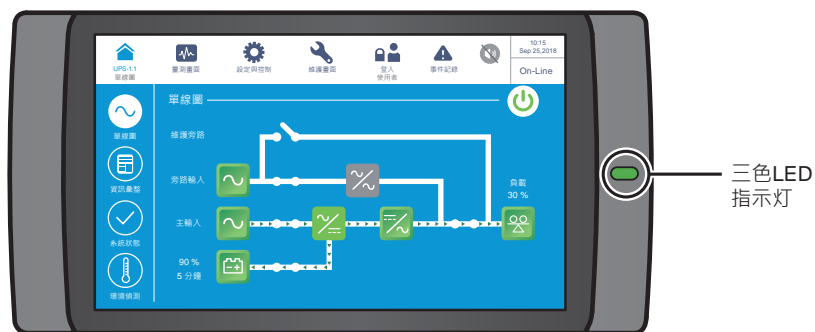 UPS-1.1
單線圖
量測畫面
設定與控制
維護畫面
登入
使用者
事件記錄
10:15
Sep 25,2018
On-Line
單線圖
單線圖
資訊彙整
系統狀態
環境偵測
維護旁路
旁路輸入
主輸入
90 %
5 分鐘
負載
30 %
三色LED
指示灯